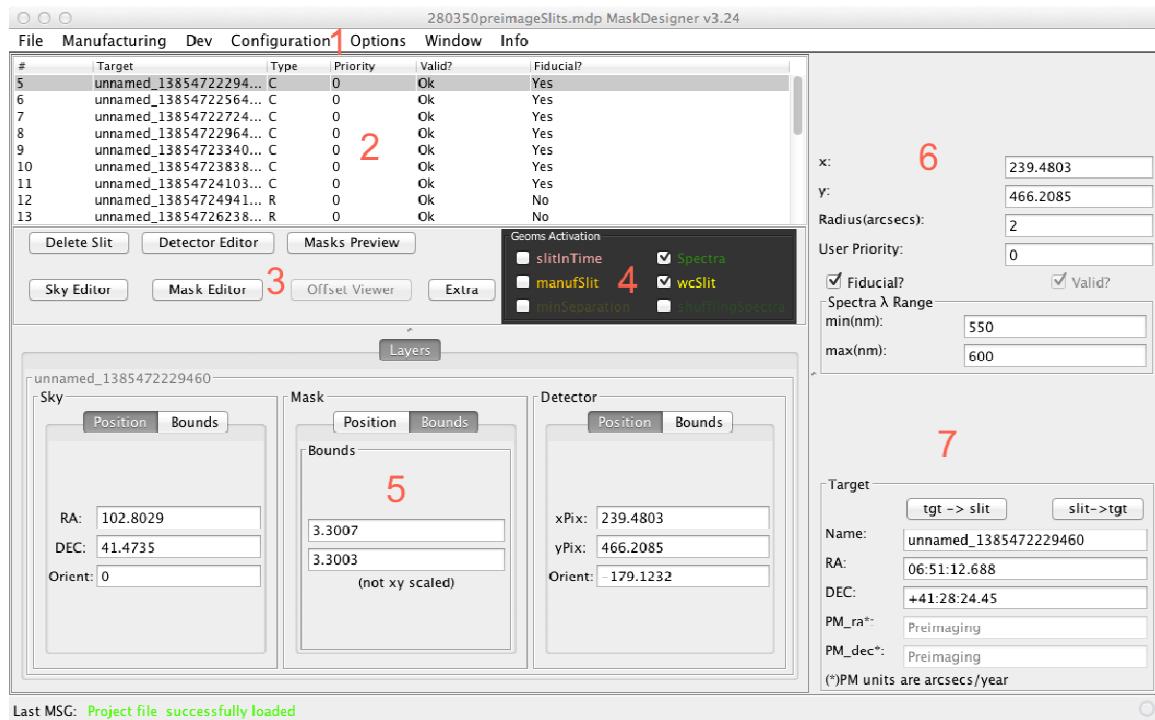 280350preimageSlits.mdp MaskDesigner v3.24
File Manufacturing Dev Configuration Options Window Info
1
# Target Type Priority Valid? Fiducial?
5 unnamed_13854722294... C 0 Ok Yes
6 unnamed_13854722564... C 0 Ok Yes
7 unnamed_13854722724... C 0 Ok Yes
8 unnamed_13854722964... C 0 Ok Yes
9 unnamed_13854723340... C 0 Ok Yes
10 unnamed_13854723838... C 0 Ok Yes
11 unnamed_13854724103... C 0 Ok Yes
12 unnamed_13854724941... R 0 Ok No
13 unnamed_13854726238... R 0 Ok No
2
Delete Slit Detector Editor Masks Preview
Sky Editor Mask Editor Offset Viewer Extra
3
Geoms Activation
slitInTime Spectra
manufSlit wcSlit
minSeparation shufflingSpectra
4
Layers
unnamed_1385472229460
Sky
Position Bounds
RA: 102.8029
DEC: 41.4735
Orient: 0
Mask
Position Bounds
Bounds
5
3.3007
3.3003
(not xy scaled)
Detector
Position Bounds
xPix: 239.4803
yPix: 466.2085
Orient: -179.1232
6
x: 239.4803
y: 466.2085
Radius(arcsecs): 2
User Priority: 0
Fiducial? Valid?
Spectra λ Range
min(nm): 550
max(nm): 600
7
Target
tgt -> slit slit->tgt
Name: unnamed_1385472229460
RA: 06:51:12.688
DEC: +41:28:24.45
PM_ra*: Preimaging
PM_dec*: Preimaging
(*)PM units are arcsecs/year
Last MSG: Project file successfully loaded